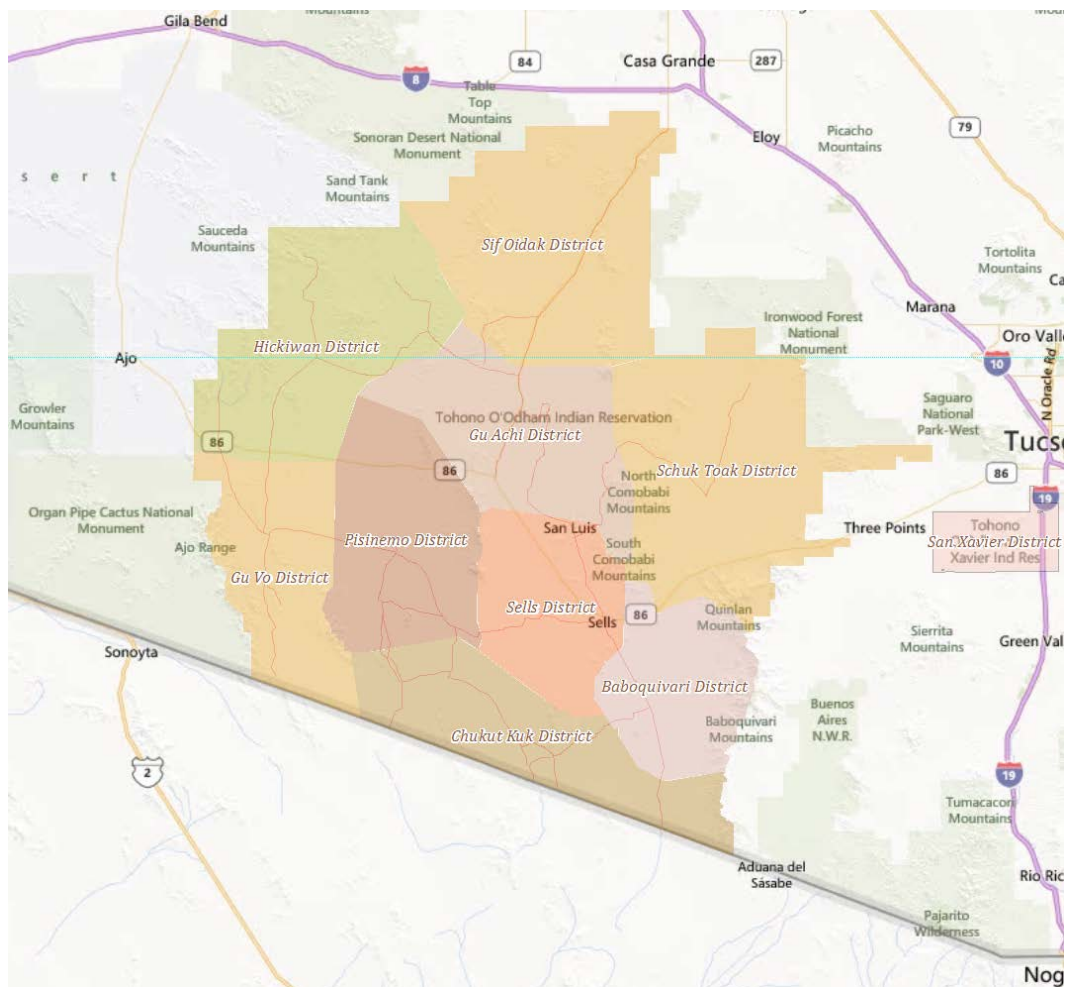 Mountains
Gila Bend
84
Casa Grande
287
8
Table
Top
Mountains
79
Sonoran Desert National
Monument
Eloy
Picacho
Mountains
s e r t
Sand Tank
Mountains
Sauceda
Mountains
Sif Oidak District
Tortolita
Mountains
Ca
Marana
Ironwood Forest
National
Monument
Oro Valle
Hickiwan District
Ajo
10
N Oracle Rd
Growler
Mountains
Saguaro
National
Park-West
Tohono O'Odham Indian Reservation
Gu Achi District
86
86
Tucso
Schuk Toak District
86
North
Comobabi
Mountains
19
Organ Pipe Cactus National
Monument
San Luis
Three Points
Tohono
San Xavier District
Xavier Ind Res
Pisinemo District
Ajo Range
South
Comobabi
Mountains
Gu Vo District
Sells District
86
Quinlan
Mountains
Sells
Sierrita
Mountains
Green Val
Sonoyta
Baboquivari District
Buenos
Aires
N.W.R.
Baboquivari
Mountains
Chukut Kuk District
2
19
Tumacacori
Mountains
Aduana del
Sásabe
Rio Ric
Pajarito
Wilderness
Nog